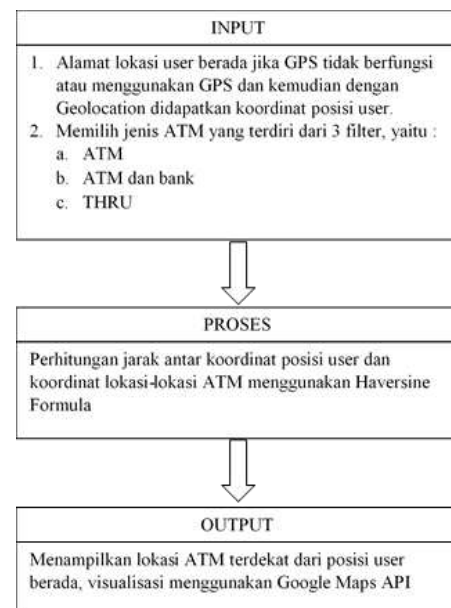 INPUT
1. Alamat lokasi user berada jika GPS tidak berfungsi
atau menggunakan GPS dan kemudian dengan
Geolocation didapatkan koordinat posisi user.
2. Memilih jenis ATM yang terdiri dari 3 filter, yaitu :
a. ATM
b. ATM dan bank
c. THRU
PROSES
Perhitungan jarak antar koordinat posisi user dan
koordinat lokasi-lokasi ATM menggunakan Haversine
Formula
OUTPUT
Menampilkan lokasi ATM terdekat dari posisi user
berada, visualisasi menggunakan Google Maps API